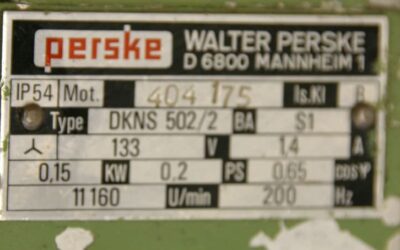 perske WALTER PERSKE
D 6800 MANNHEIM 1
IP54 Mot. 404 175 Is.Kl B
Type DKNS 502/2 BA S1
⅄ 133 V 1,4 A
0,15 KW 0,2 PS 0,65 cosφ
11160 U/min 200 Hz